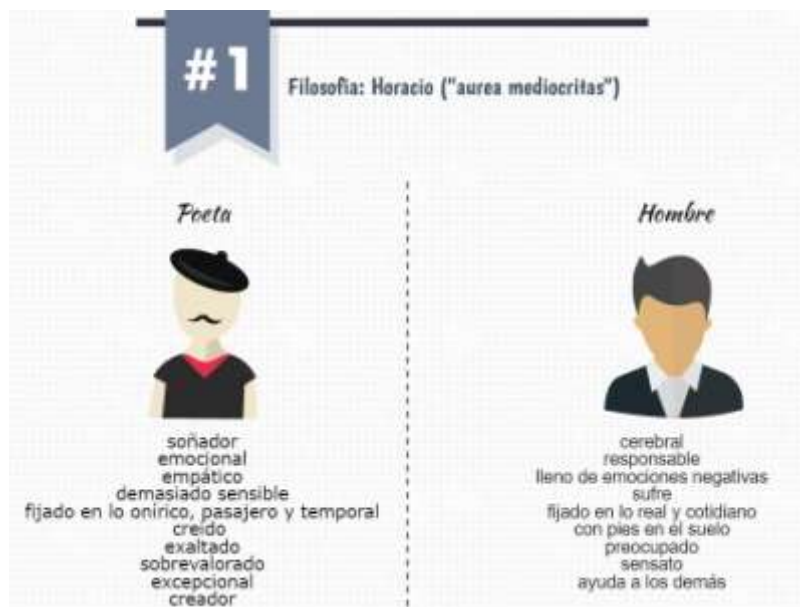 #1
Filosofia: Horacio ("aurea mediocritas")
Poeta
soñador
emocional
empático
demasiado sensible
fijado en lo onírico, pasajero y temporal
creído
exaltado
sobrevalorado
excepcional
creador
Hombre
cerebral
responsable
lleno de emociones negativas
sufre
fijado en lo real y cotidiano
con pies en el suelo
preocupado
sensato
ayuda a los demás